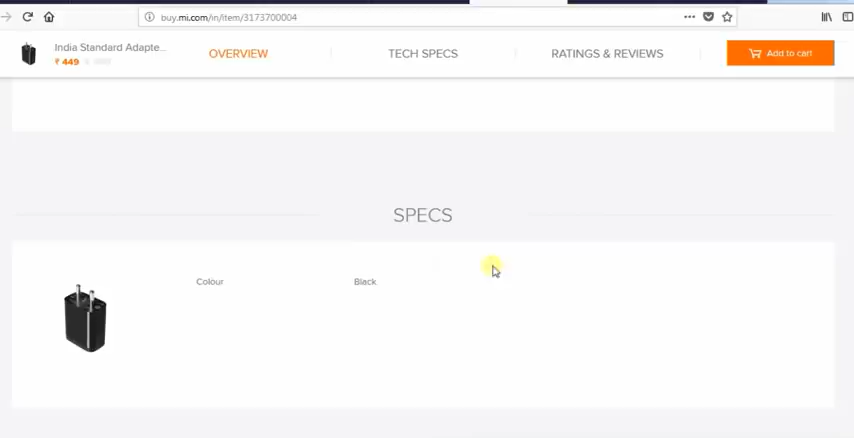 buy.mi.com/in/item/3173700004
India Standard Adapte...
₹ 449
OVERVIEW
TECH SPECS
RATINGS & REVIEWS
Add to cart
SPECS
Colour
Black